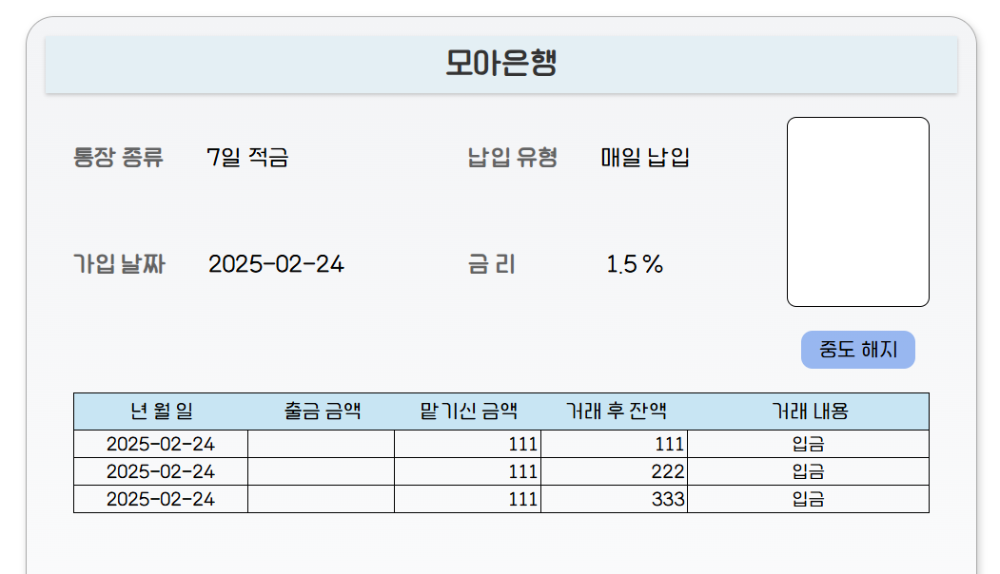 모아은행
통장 종류 7일 적금 납입 유형 매일 납입
가입 날짜 2025-02-24 금 리 1.5 %
중도 해지
년 월 일 출금 금액 맡기신 금액 거래 후 잔액 거래 내용
2025-02-24 111 111 입금
2025-02-24 111 222 입금
2025-02-24 111 333 입금